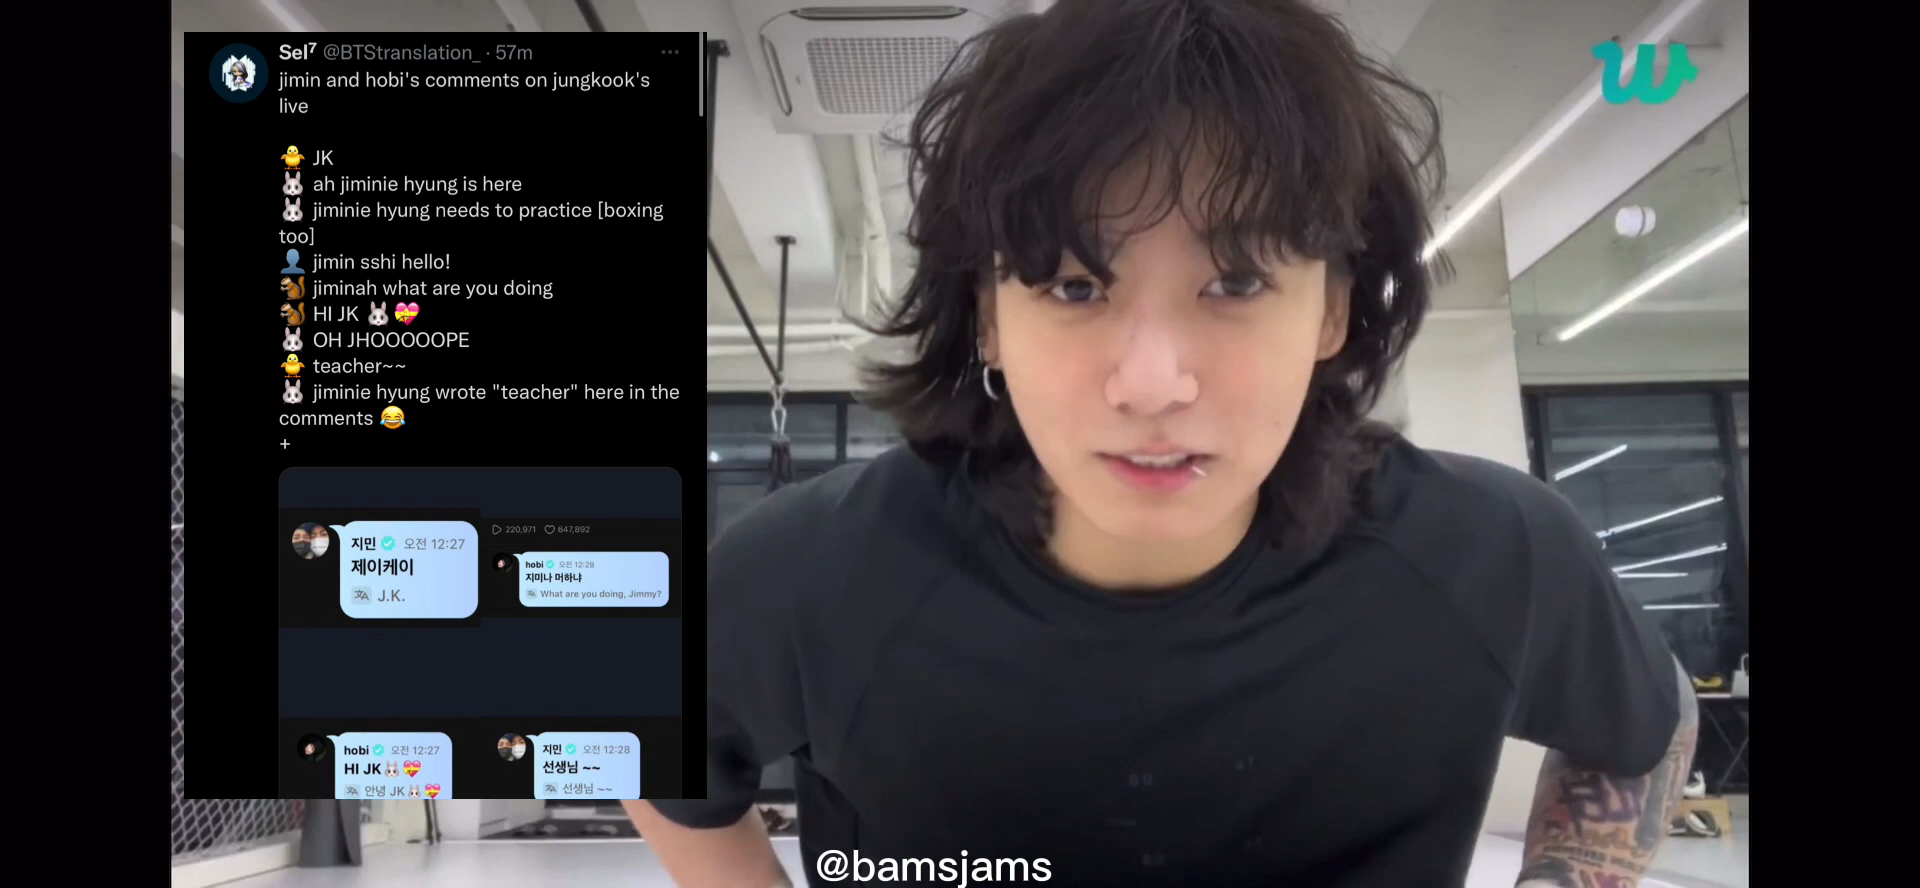 Sel⁷ @BTStranslation_ · 57m
jimin and hobi's comments on jungkook's
live
🐥 JK
🐰 ah jiminie hyung is here
🐰 jiminie hyung needs to practice [boxing
too]
👤 jimin sshi hello!
🐿️ jiminah what are you doing
🐿️ HI JK 🐰💝
🐰 OH JHOOOOOPE
🐥 teacher~~
🐰 jiminie hyung wrote "teacher" here in the
comments 😂
+
지민 오전 12:27
제이케이
J.K.
220,971 647,892
hobi 오전 12:28
지미나 머하냐
What are you doing, Jimmy?
hobi 오전 12:27
HI JK🐰💝
안녕 JK🐰💝
지민 오전 12:28
선생님 ~~
선생님 ~~
@bamsjams